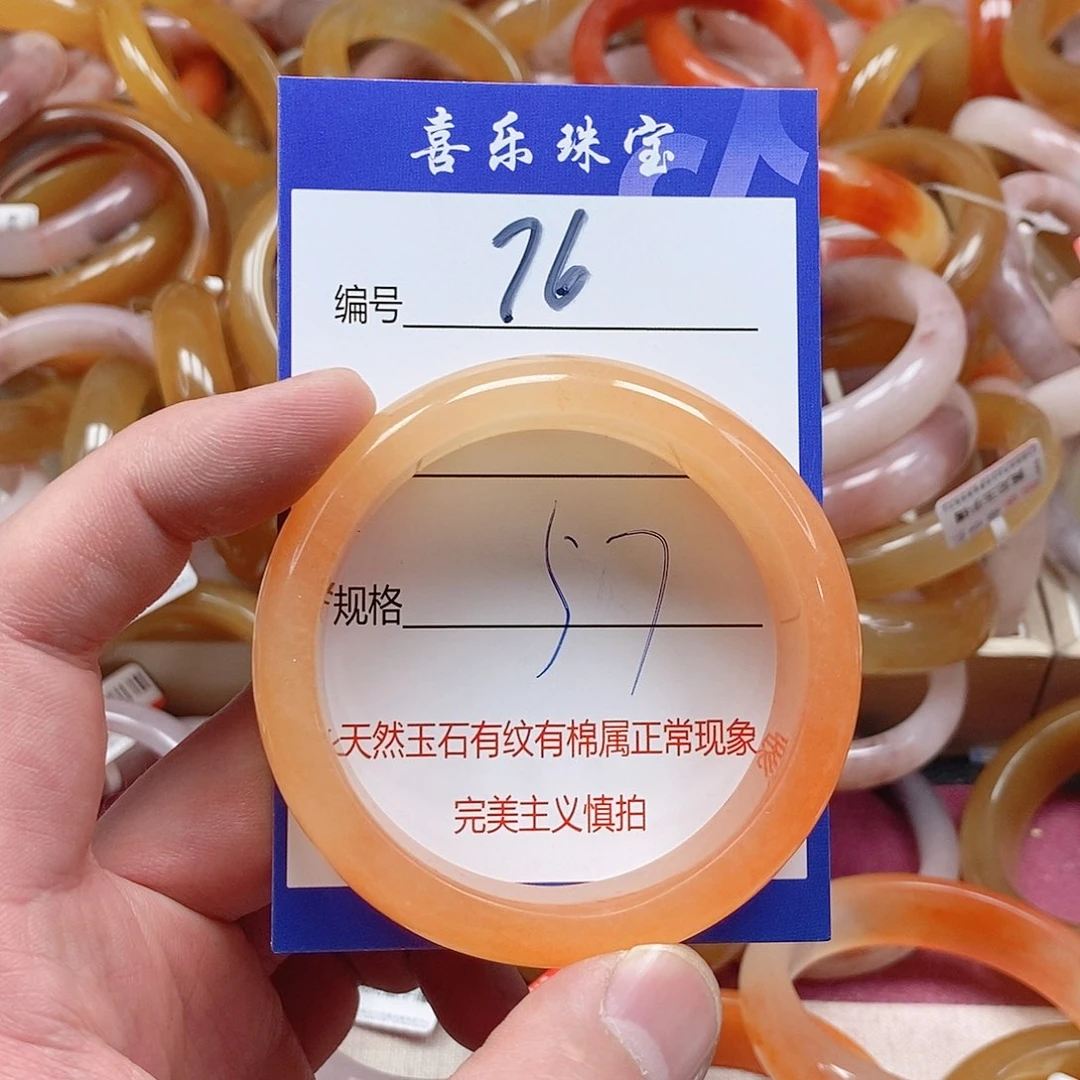 喜乐珠宝
编号 76
规格 57
天然玉石有纹有棉属正常现象
完美主义慎拍